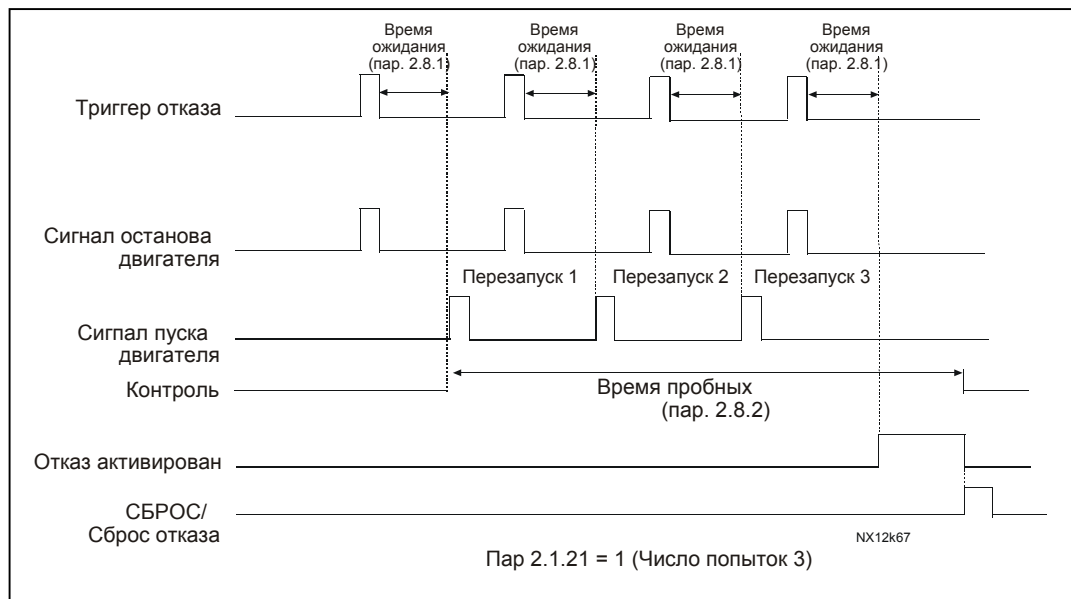 Время
ожидания
(пар. 2.8.1)
Время
ожидания
(пар. 2.8.1)
Время
ожидания
(пар. 2.8.1)
Время
ожидания
(пар. 2.8.1)
Триггер отказа
Сигнал останова
двигателя
Перезапуск 1
Перезапуск 2
Перезапуск 3
Сигпал пуска
двигателя
Контроль
Время пробных
(пар. 2.8.2)
Отказ активирован
СБРОС/
Сброс отказа
NX12k67
Пар 2.1.21 = 1 (Число попыток 3)